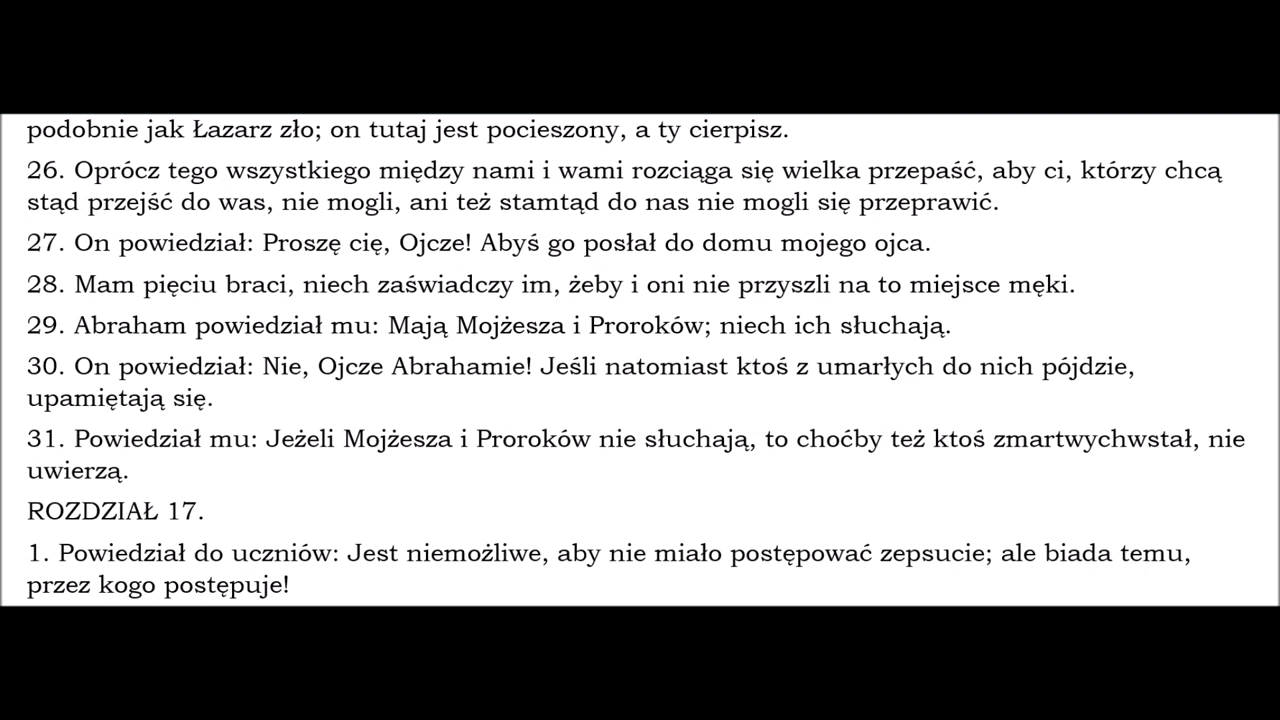 podobnie jak Łazarz zło; on tutaj jest pocieszony, a ty cierpisz.
26. Oprócz tego wszystkiego między nami i wami rozciąga się wielka przepaść, aby ci, którzy chcą
stąd przejść do was, nie mogli, ani też stamtąd do nas nie mogli się przeprawić.
27. On powiedział: Proszę cię, Ojcze! Abyś go posłał do domu mojego ojca.
28. Mam pięciu braci, niech zaświadczy im, żeby i oni nie przyszli na to miejsce męki.
29. Abraham powiedział mu: Mają Mojżesza i Proroków; niech ich słuchają.
30. On powiedział: Nie, Ojcze Abrahamie! Jeśli natomiast ktoś z umarłych do nich pójdzie,
upamiętają się.
31. Powiedział mu: Jeżeli Mojżesza i Proroków nie słuchają, to choćby też ktoś zmartwychwstał, nie
uwierzą.
ROZDZIAŁ 17.
1. Powiedział do uczniów: Jest niemożliwe, aby nie miało postępować zepsucie; ale biada temu,
przez kogo postępuje!